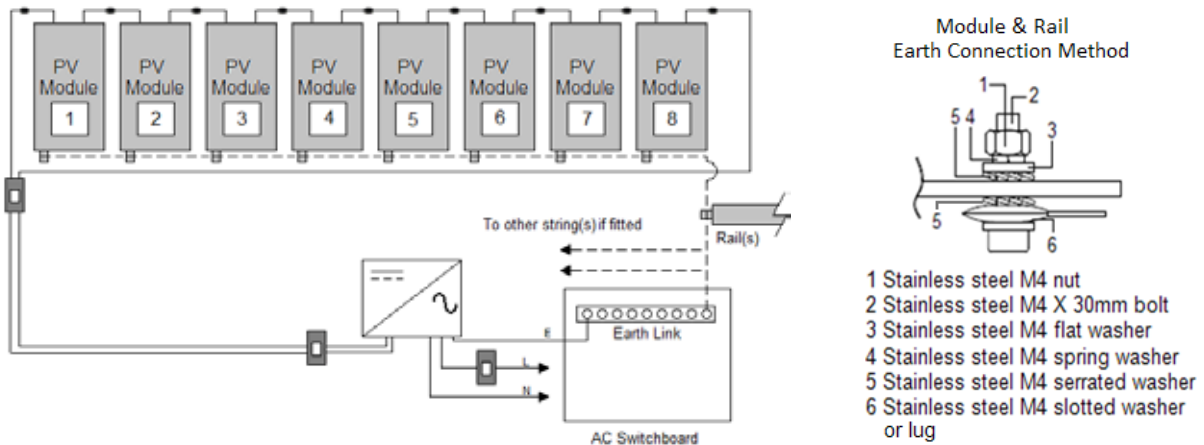 PV
Module
1
PV
Module
2
PV
Module
3
PV
Module
4
PV
Module
5
PV
Module
6
PV
Module
7
PV
Module
8
To other string(s) if fitted
Rail(s)
Earth Link
E
L
N
AC Switchboard
Module & Rail
Earth Connection Method
1
2
5 4
3
5
6
1 Stainless steel M4 nut
2 Stainless steel M4 X 30mm bolt
3 Stainless steel M4 flat washer
4 Stainless steel M4 spring washer
5 Stainless steel M4 serrated washer
6 Stainless steel M4 slotted washer
or lug